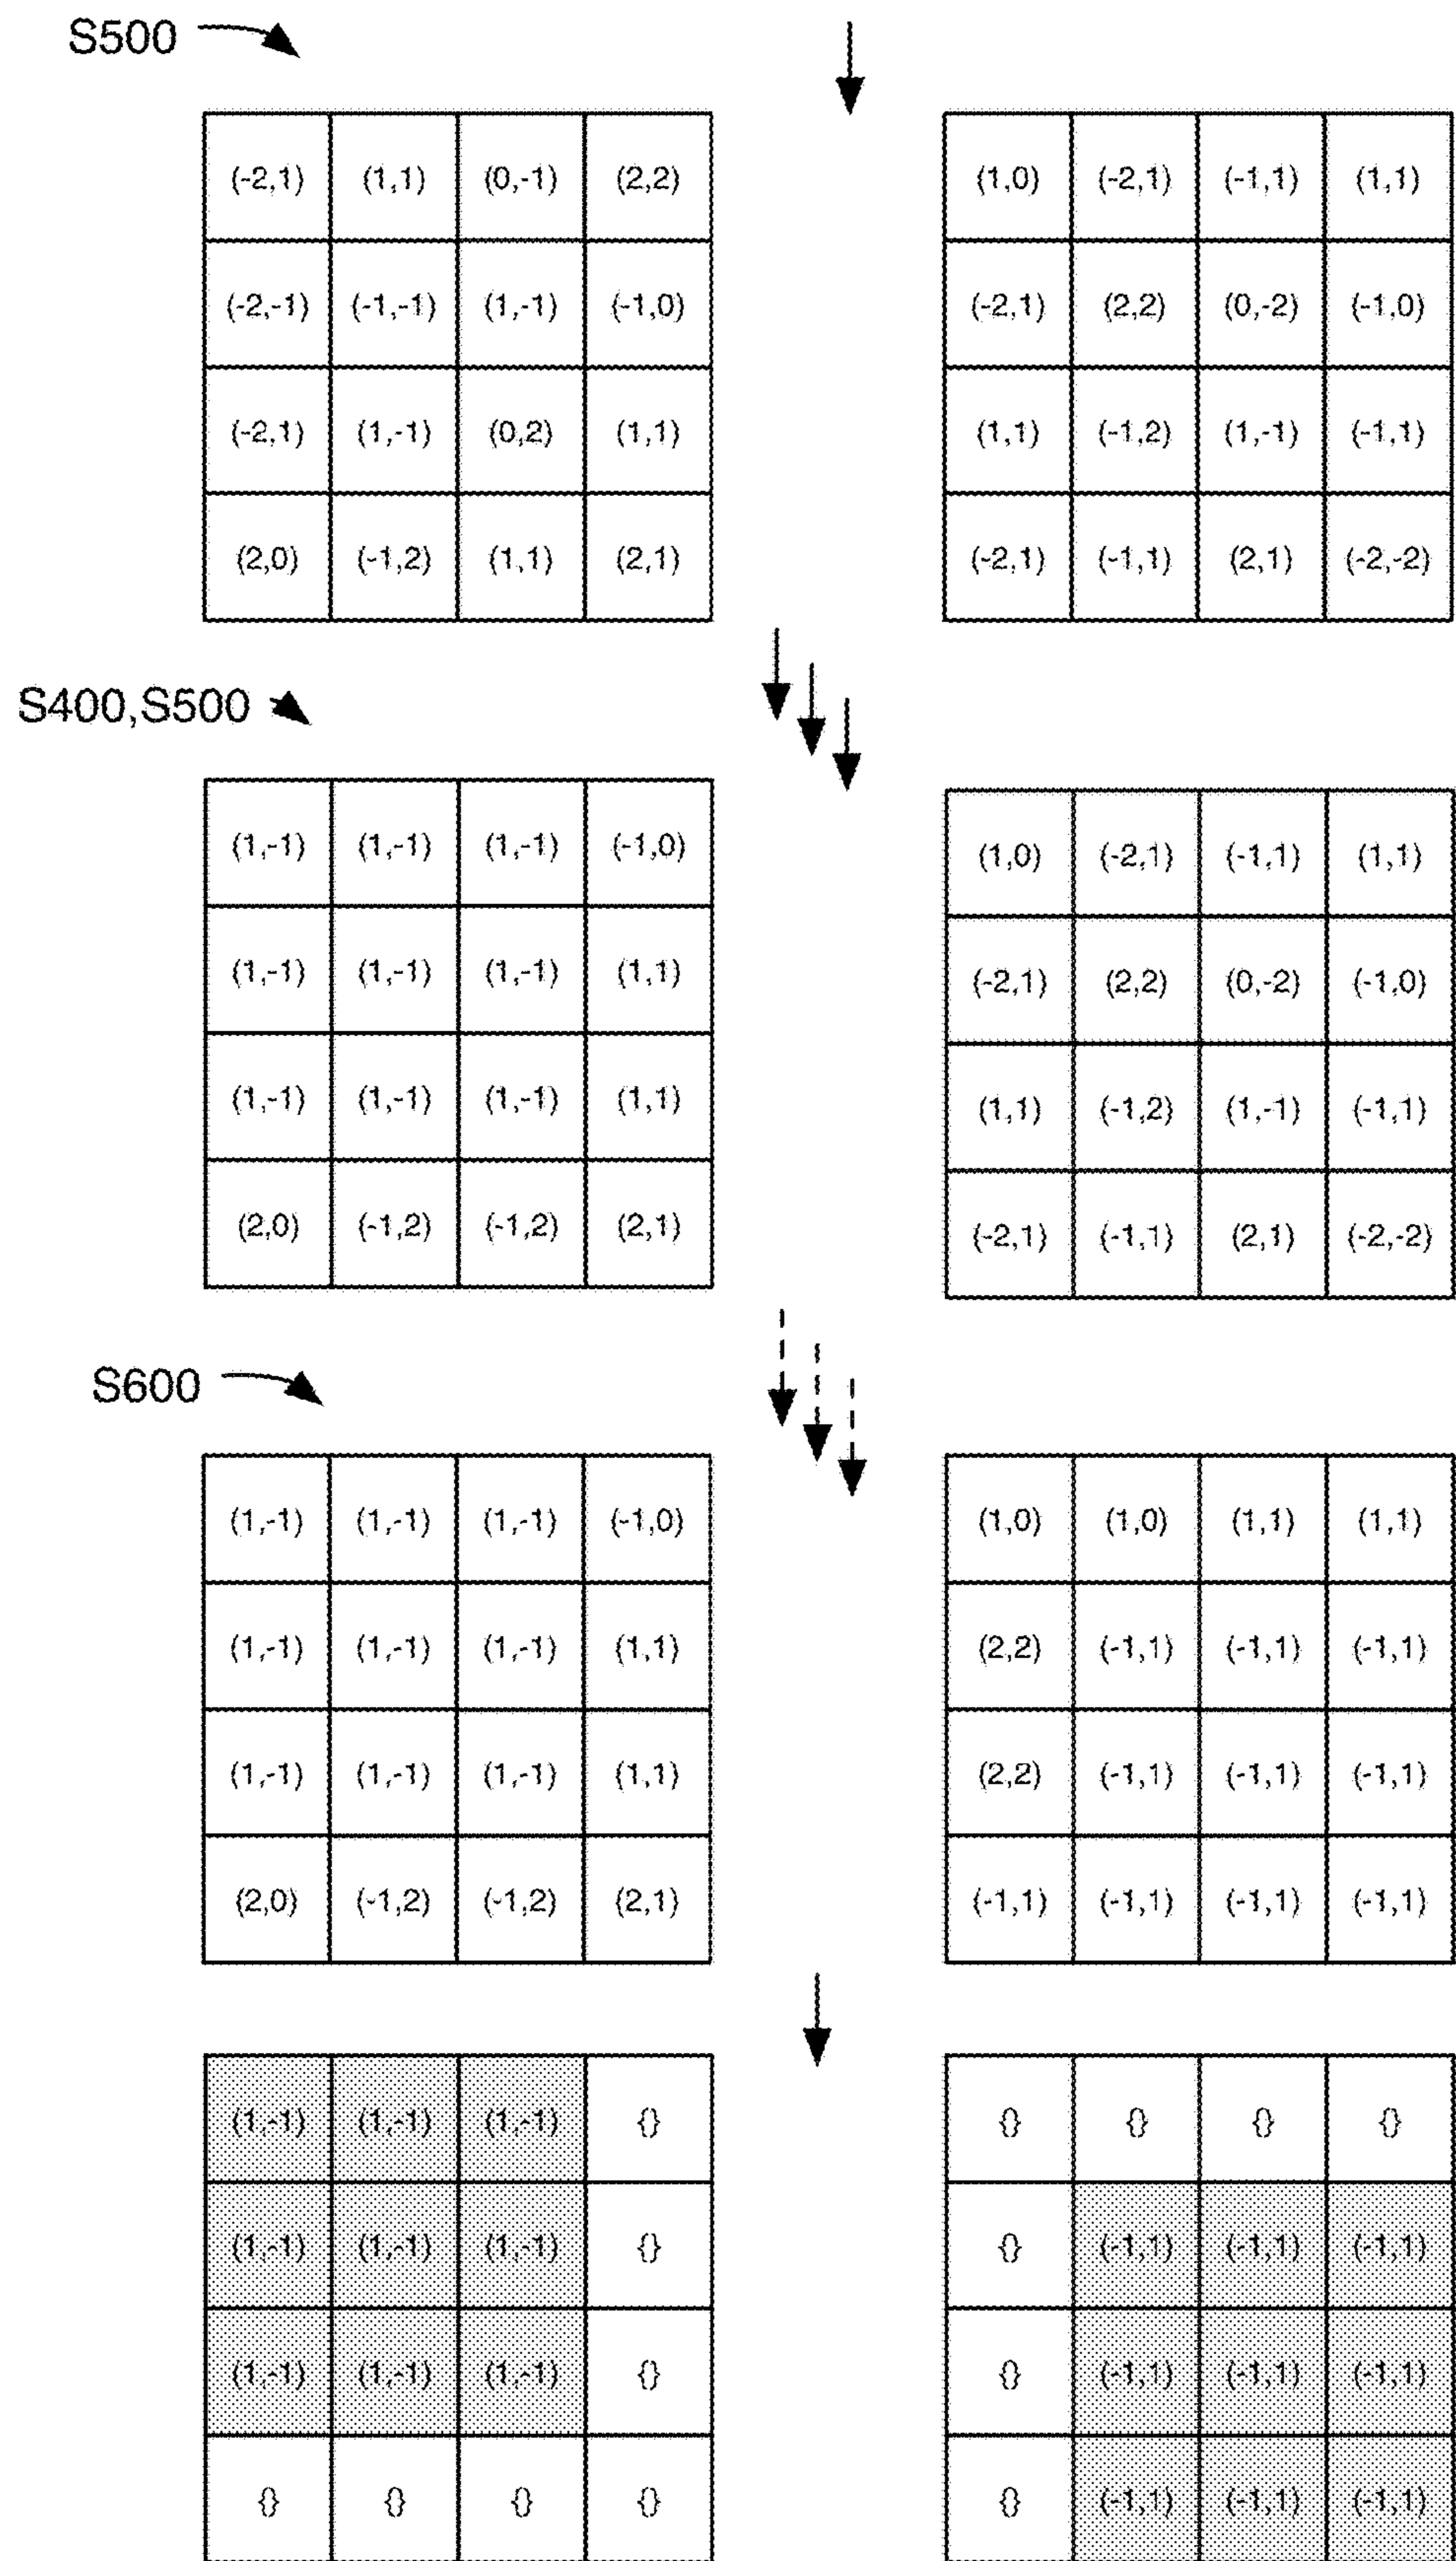 S500
(-2,1) (1,1) (0,-1) (2,2) (1,0) (-2,1) (-1,1) (1,1)
(-2,-1) (-1,-1) (1,-1) (-1,0) (-2,1) (2,2) (0,-2) (-1,0)
(-2,1) (1,-1) (0,2) (1,1) (1,1) (-1,2) (1,-1) (-1,1)
(2,0) (-1,2) (1,1) (2,1) (-2,1) (-1,1) (2,1) (-2,-2)
S400,S500
(1,-1) (1,-1) (1,-1) (-1,0) (1,0) (-2,1) (-1,1) (1,1)
(1,-1) (1,-1) (1,-1) (1,1) (-2,1) (2,2) (0,-2) (-1,0)
(1,-1) (1,-1) (1,-1) (1,1) (1,1) (-1,2) (1,-1) (-1,1)
(2,0) (-1,2) (-1,2) (2,1) (-2,1) (-1,1) (2,1) (-2,-2)
S600
(1,-1) (1,-1) (1,-1) (-1,0) (1,0) (1,0) (1,1) (1,1)
(1,-1) (1,-1) (1,-1) (1,1) (2,2) (-1,1) (-1,1) (-1,1)
(1,-1) (1,-1) (1,-1) (1,1) (2,2) (-1,1) (-1,1) (-1,1)
(2,0) (-1,2) (-1,2) (2,1) (-1,1) (-1,1) (-1,1) (-1,1)
(1,-1) (1,-1) (1,-1) {} {} {} {} {}
(1,-1) (1,-1) (1,-1) {} {} (-1,1) (-1,1) (-1,1)
(1,-1) (1,-1) (1,-1) {} {} (-1,1) (-1,1) (-1,1)
{} {} {} {} {} (-1,1) (-1,1) (-1,1)